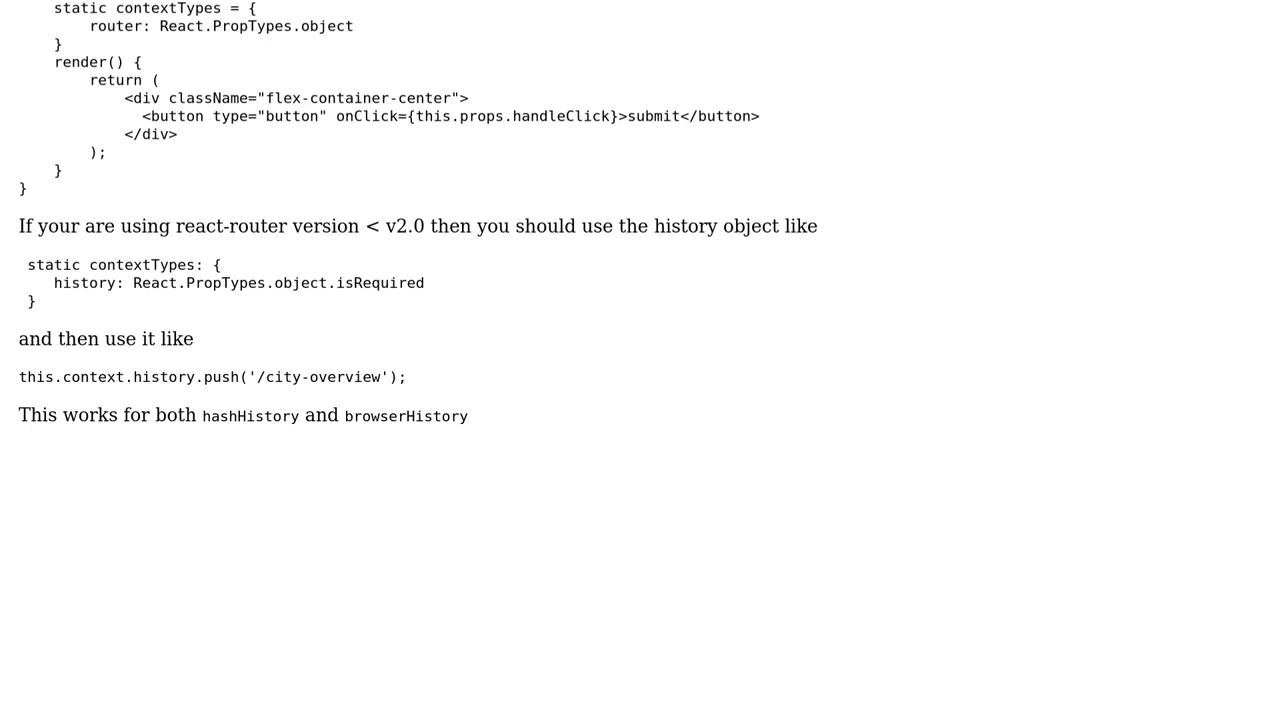 static contextTypes = {
        router: React.PropTypes.object
    }
    render() {
        return (
            <div className="flex-container-center">
              <button type="button" onClick={this.props.handleClick}>submit</button>
            </div>
        );
    }
}
If your are using react-router version < v2.0 then you should use the history object like
 static contextTypes: {
    history: React.PropTypes.object.isRequired
 }
and then use it like
this.context.history.push('/city-overview');
This works for both hashHistory and browserHistory